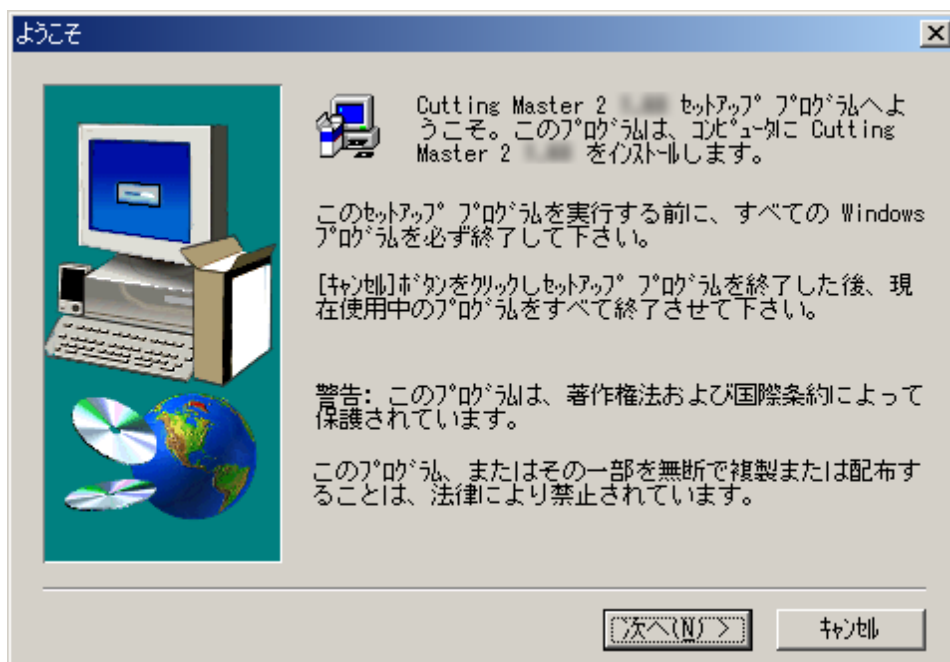 ようこそ
Cutting Master 2 ｾｯﾄｱｯﾌﾟ ﾌﾟﾛｸﾞﾗﾑへよ
うこそ。このﾌﾟﾛｸﾞﾗﾑは、ｺﾝﾋﾟｭｰﾀに Cutting
Master 2 をｲﾝｽﾄｰﾙします。
このｾｯﾄｱｯﾌﾟ ﾌﾟﾛｸﾞﾗﾑを実行する前に、すべての Windows
ﾌﾟﾛｸﾞﾗﾑを必ず終了して下さい。
[ｷｬﾝｾﾙ]ﾎﾞﾀﾝをｸﾘｯｸしｾｯﾄｱｯﾌﾟ ﾌﾟﾛｸﾞﾗﾑを終了した後、現
在使用中のﾌﾟﾛｸﾞﾗﾑをすべて終了させて下さい。
警告: このﾌﾟﾛｸﾞﾗﾑは、著作権法および国際条約によって
保護されています。
このﾌﾟﾛｸﾞﾗﾑ、またはその一部を無断で複製または配布す
ることは、法律により禁止されています。
次へ(N) >
ｷｬﾝｾﾙ